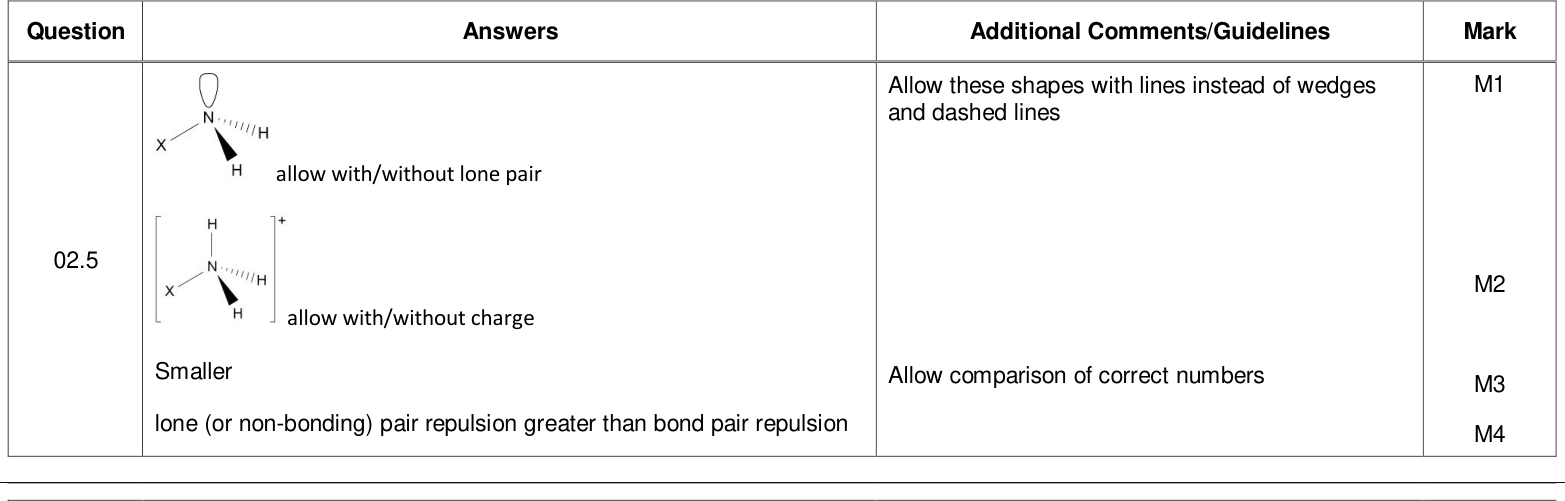 Question Answers Additional Comments/Guidelines Mark
02.5
N
X
H
H
allow with/without lone pair
Allow these shapes with lines instead of wedges
and dashed lines
M1
H
+
N
X
H
H
allow with/without charge
M2
Smaller
Allow comparison of correct numbers
M3
lone (or non-bonding) pair repulsion greater than bond pair repulsion
M4